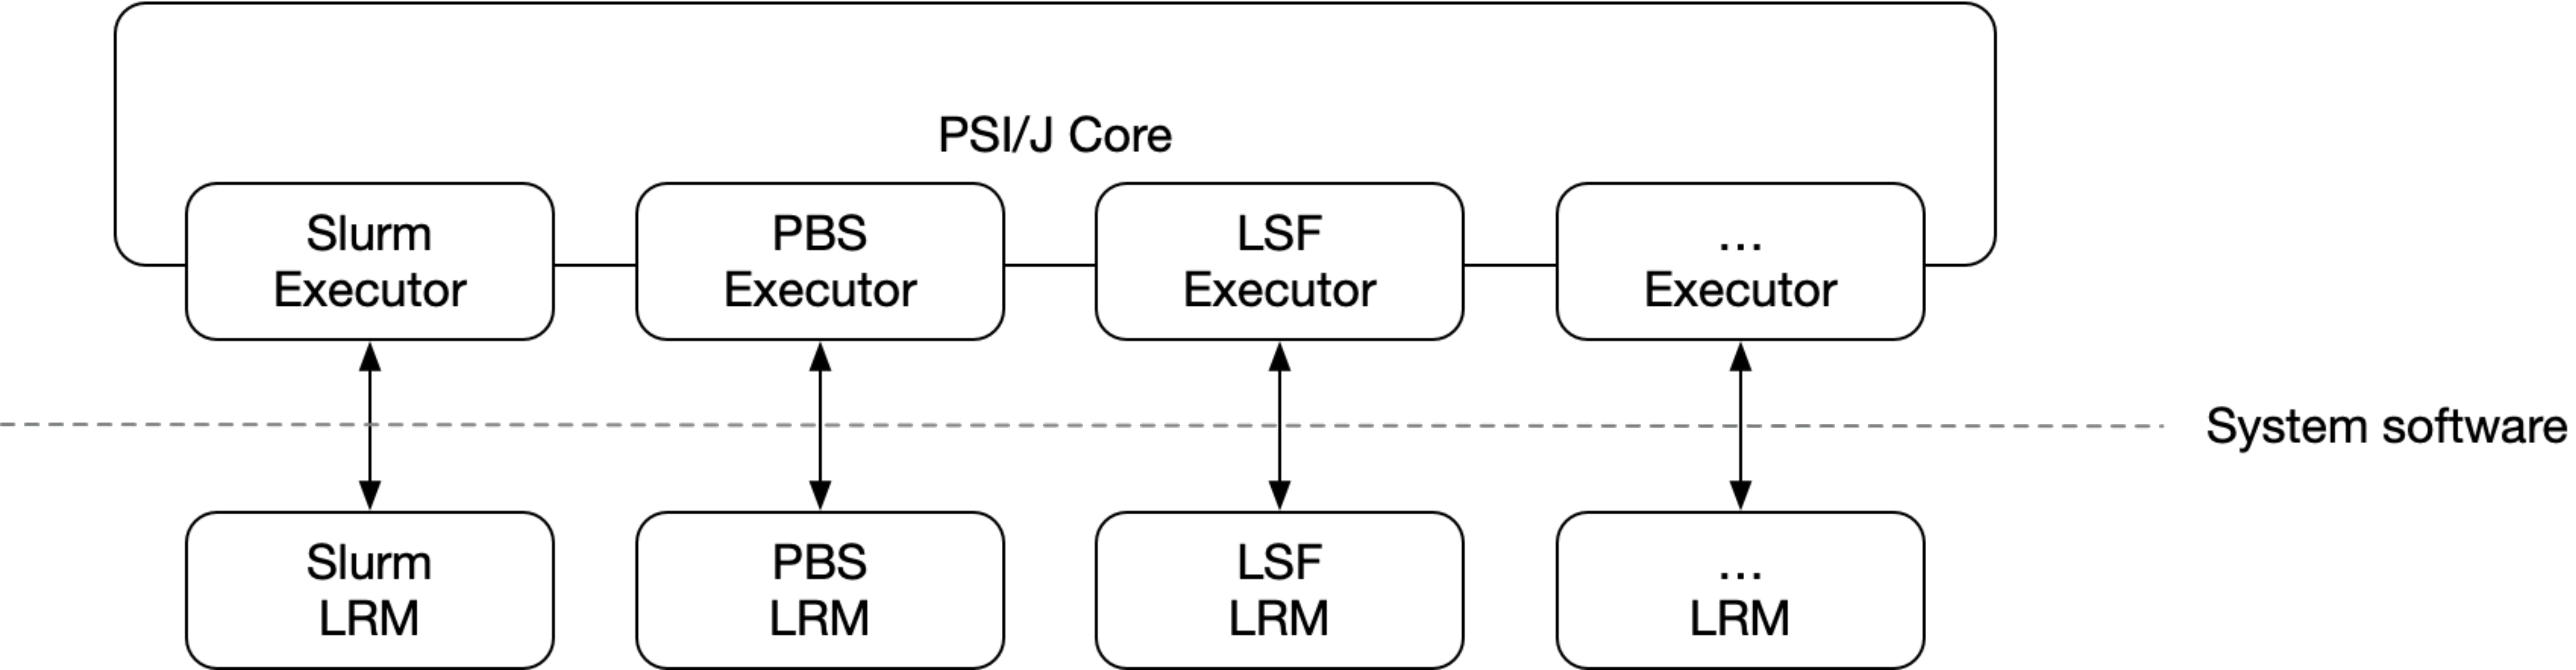 PSI/J Core
Slurm
Executor
PBS
Executor
LSF
Executor
...
Executor
System software
Slurm
LRM
PBS
LRM
LSF
LRM
...
LRM